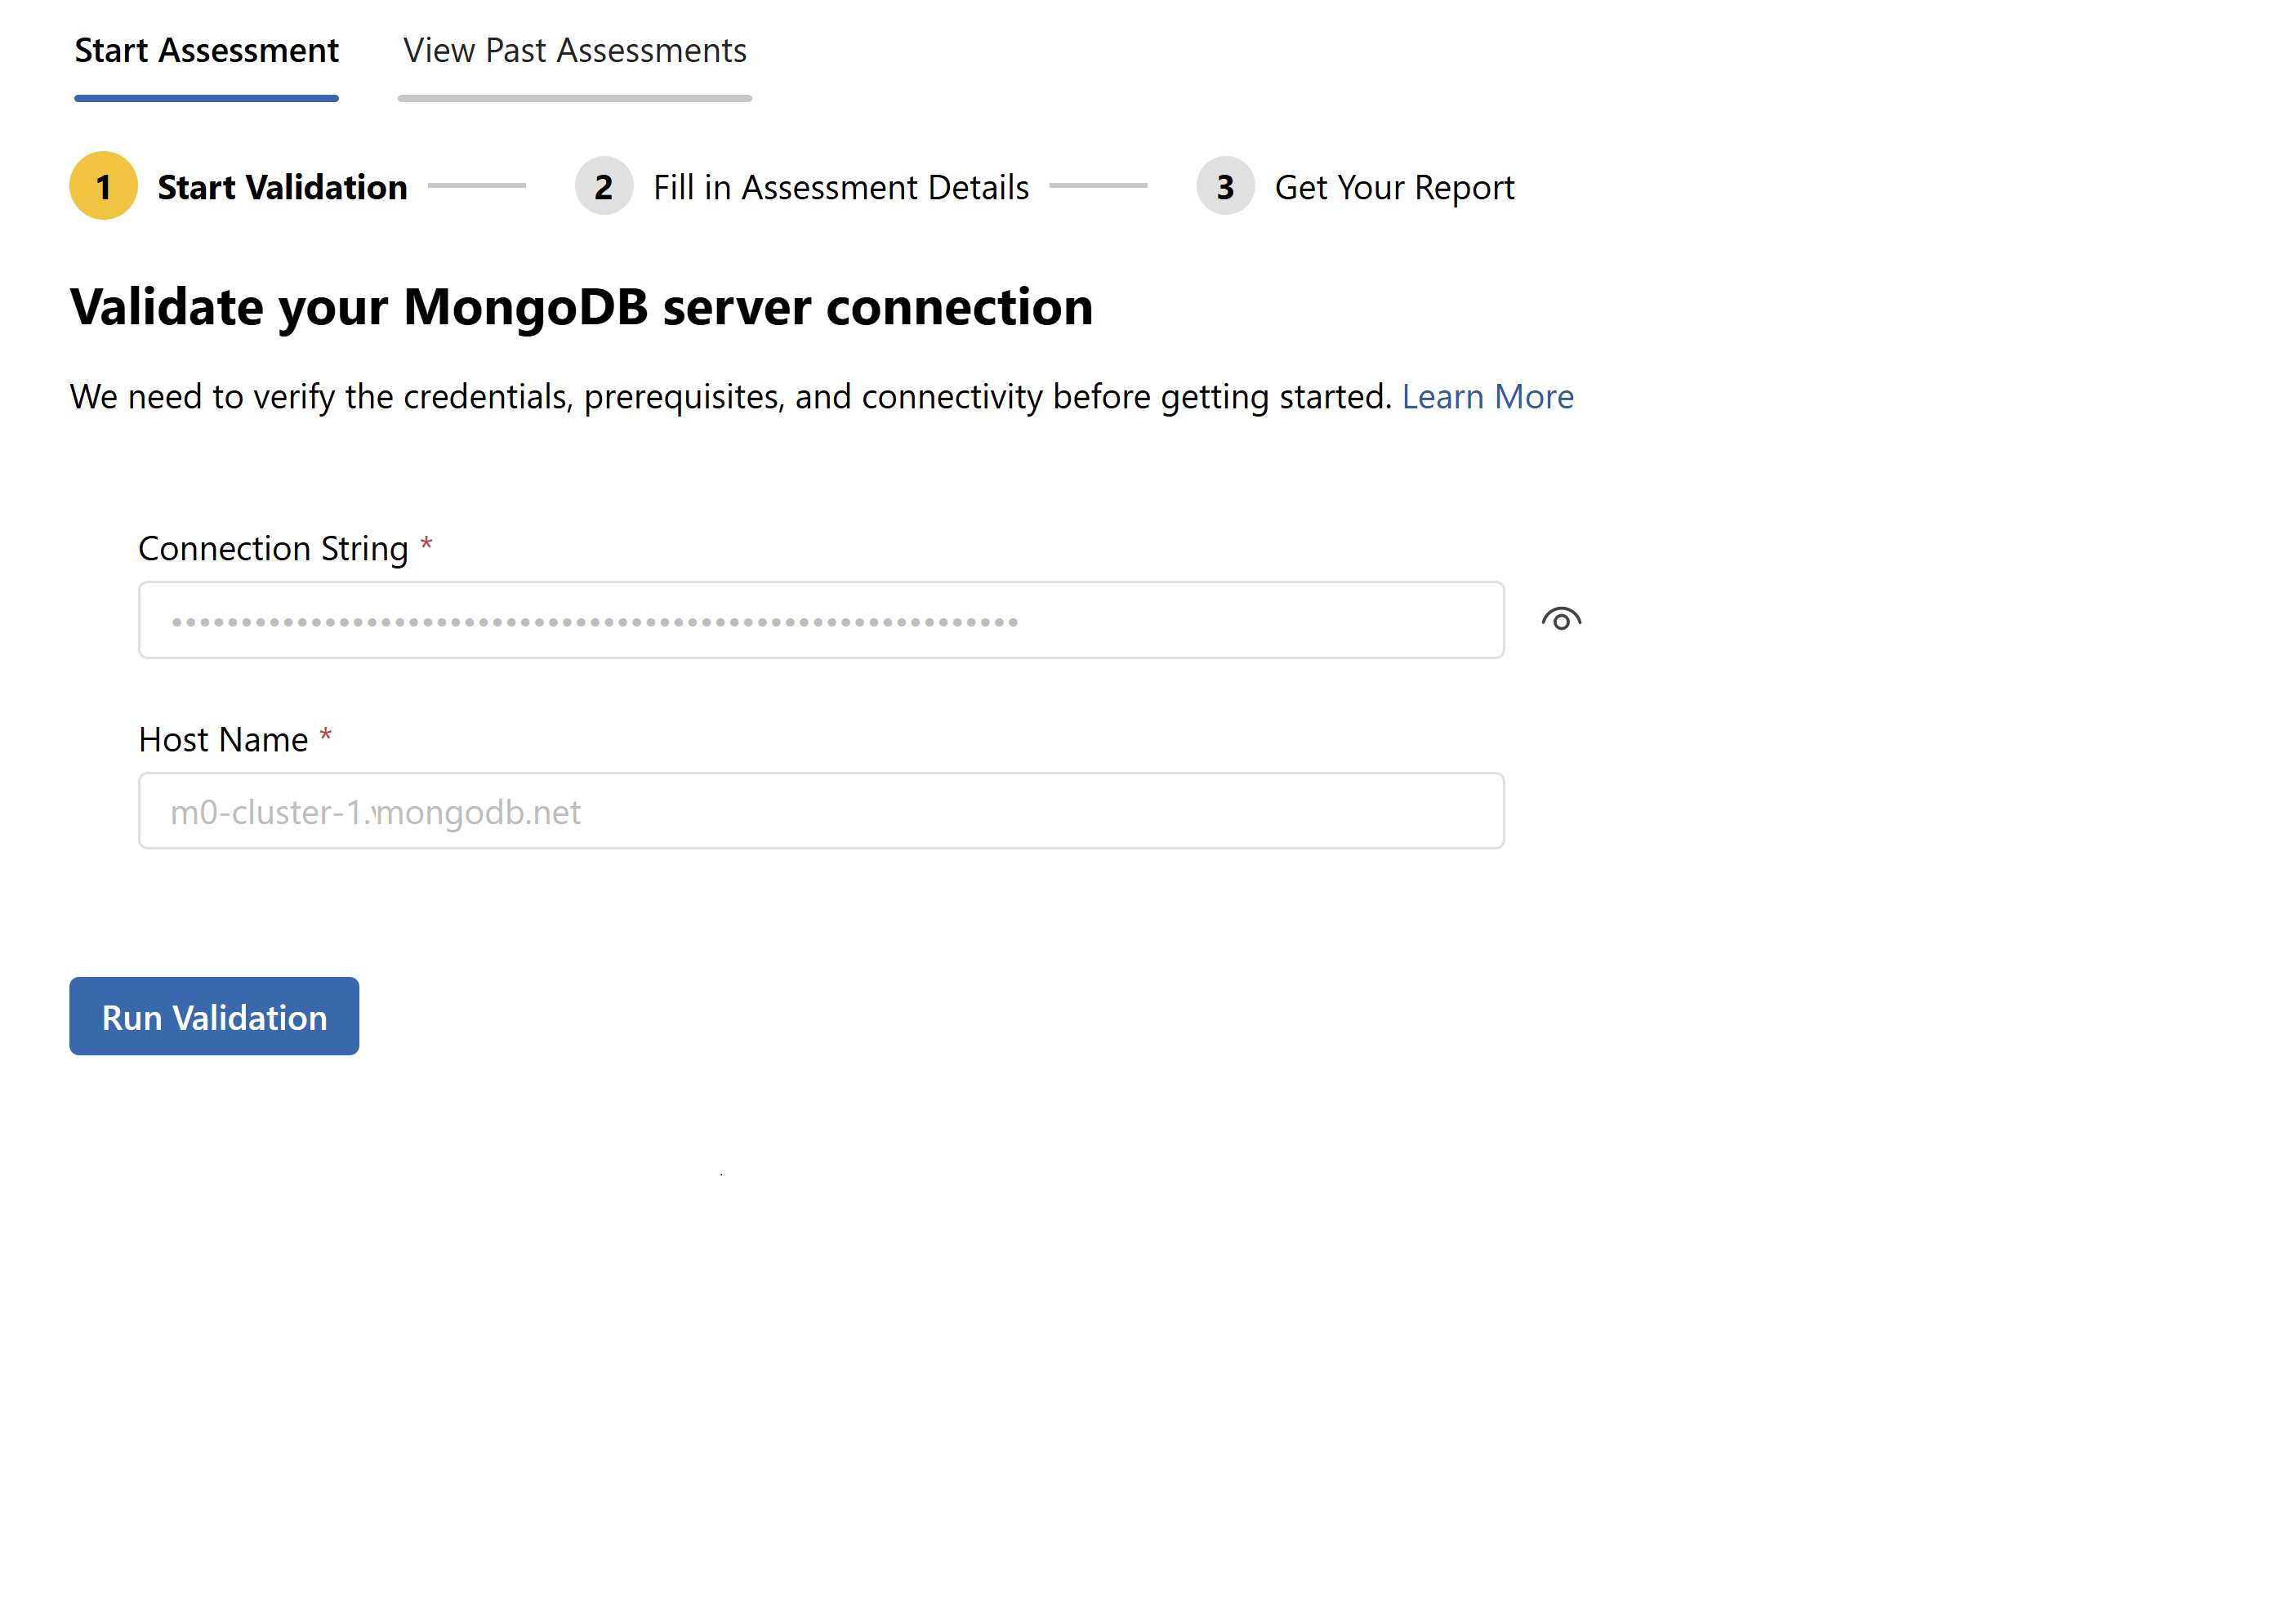 Start Assessment View Past Assessments
1 Start Validation 2 Fill in Assessment Details 3 Get Your Report
Validate your MongoDB server connection
We need to verify the credentials, prerequisites, and connectivity before getting started. Learn More
Connection String *
••••••••••••••••••••••••••••••••••••••••••••••••••••••••••••••
Host Name *
m0-cluster-1.mongodb.net
Run Validation